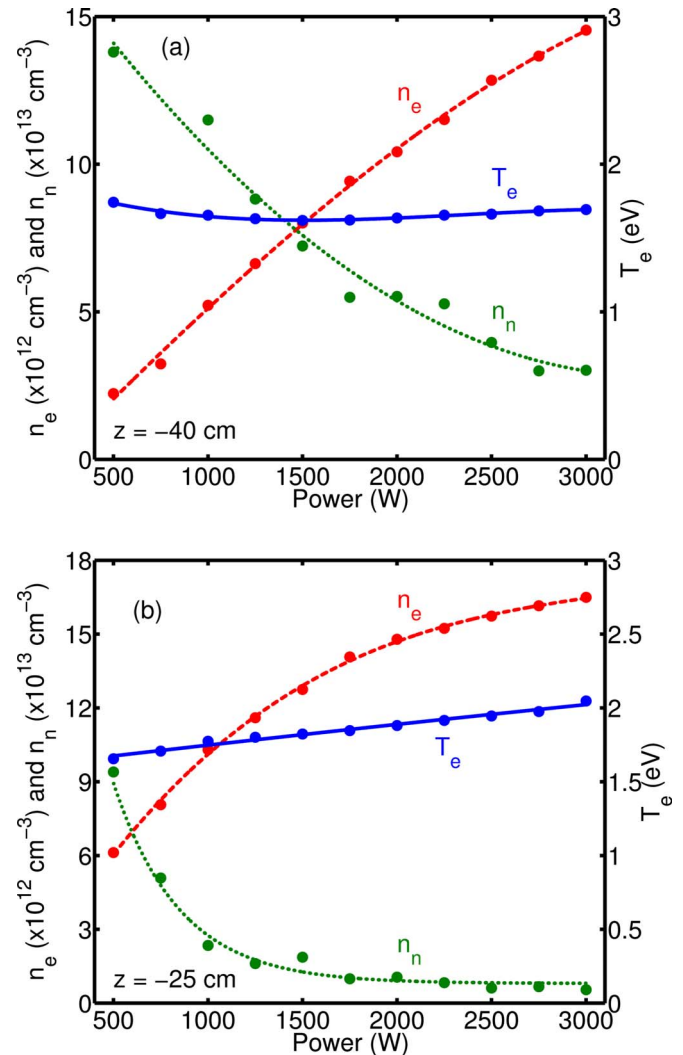 (a)
n_e
T_e
n_n
z = −40 cm
15
10
5
0
3
2
1
0
n_e (x10^12 cm^−3) and n_n (x10^13 cm^−3)
T_e (eV)
500 1000 1500 2000 2500 3000
Power (W)
(b)
n_e
T_e
n_n
z = −25 cm
18
15
12
9
6
3
0
3
2.5
2
1.5
1
0.5
0
n_e (x10^12 cm^−3) and n_n (x10^13 cm^−3)
T_e (eV)
500 1000 1500 2000 2500 3000
Power (W)